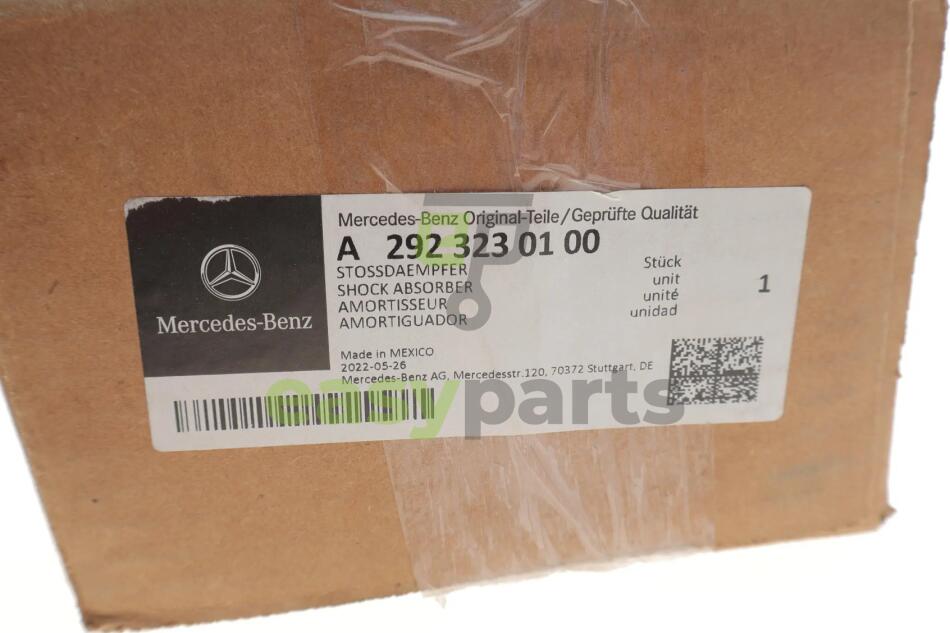 Mercedes-Benz Original-Teile/Geprüfte Qualität
A 292 323 01 00
STOSSDAEMPFER
SHOCK ABSORBER
AMORTISSEUR
AMORTIGUADOR
Stück
unit
unité
unidad
1
Mercedes-Benz
Made in MEXICO
2022-05-26
Mercedes-Benz AG, Mercedesstr.120, 70372 Stuttgart, DE
easyparts